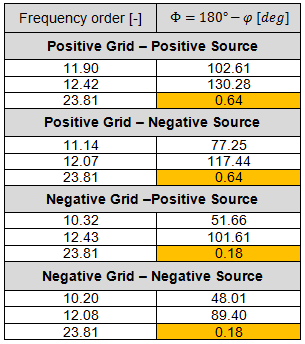 Frequency order [-] Φ = 180° − φ [deg]
Positive Grid – Positive Source
11.90 102.61
12.42 130.28
23.81 0.64
Positive Grid – Negative Source
11.14 77.25
12.07 117.44
23.81 0.64
Negative Grid –Positive Source
10.32 51.66
12.43 101.61
23.81 0.18
Negative Grid – Negative Source
10.20 48.01
12.08 89.40
23.81 0.18